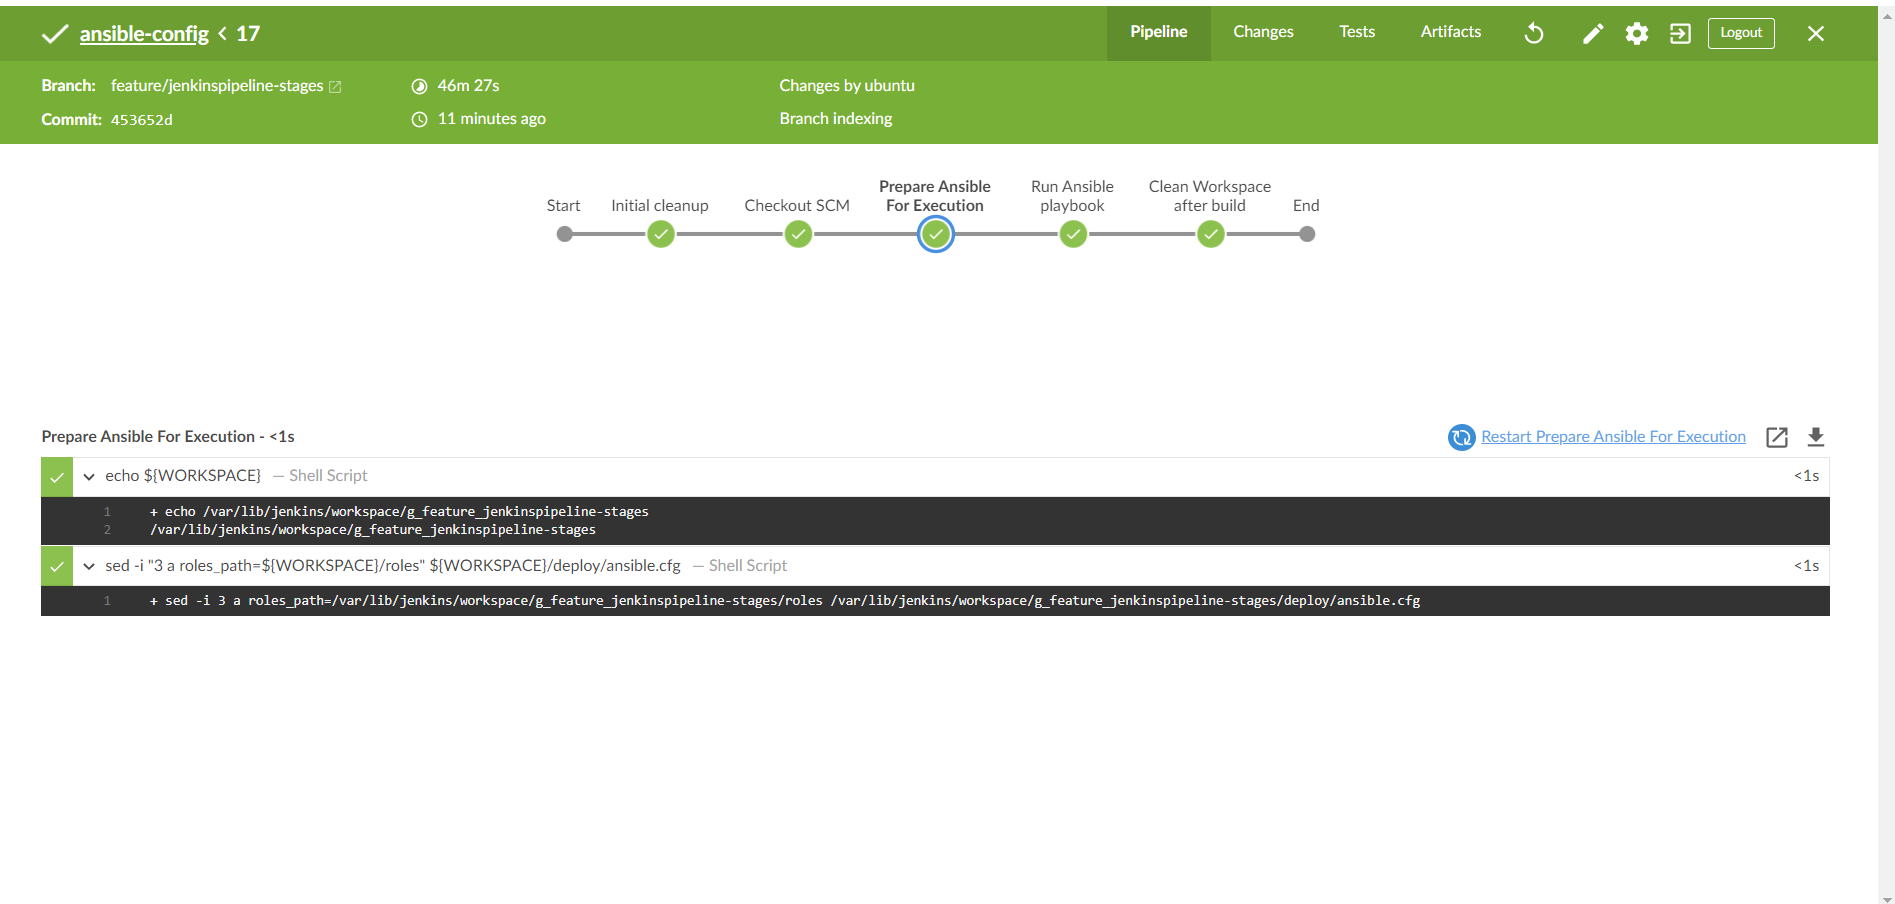 ansible-config < 17
Pipeline Changes Tests Artifacts Logout
Branch: feature/jenkinspipeline-stages 46m 27s Changes by ubuntu
Commit: 453652d 11 minutes ago Branch indexing
Start Initial cleanup Checkout SCM Prepare Ansible For Execution Run Ansible playbook Clean Workspace after build End
Prepare Ansible For Execution - <1s Restart Prepare Ansible For Execution
echo ${WORKSPACE} — Shell Script <1s
1 + echo /var/lib/jenkins/workspace/g_feature_jenkinspipeline-stages
2 /var/lib/jenkins/workspace/g_feature_jenkinspipeline-stages
sed -i "3 a roles_path=${WORKSPACE}/roles" ${WORKSPACE}/deploy/ansible.cfg — Shell Script <1s
1 + sed -i 3 a roles_path=/var/lib/jenkins/workspace/g_feature_jenkinspipeline-stages/roles /var/lib/jenkins/workspace/g_feature_jenkinspipeline-stages/deploy/ansible.cfg